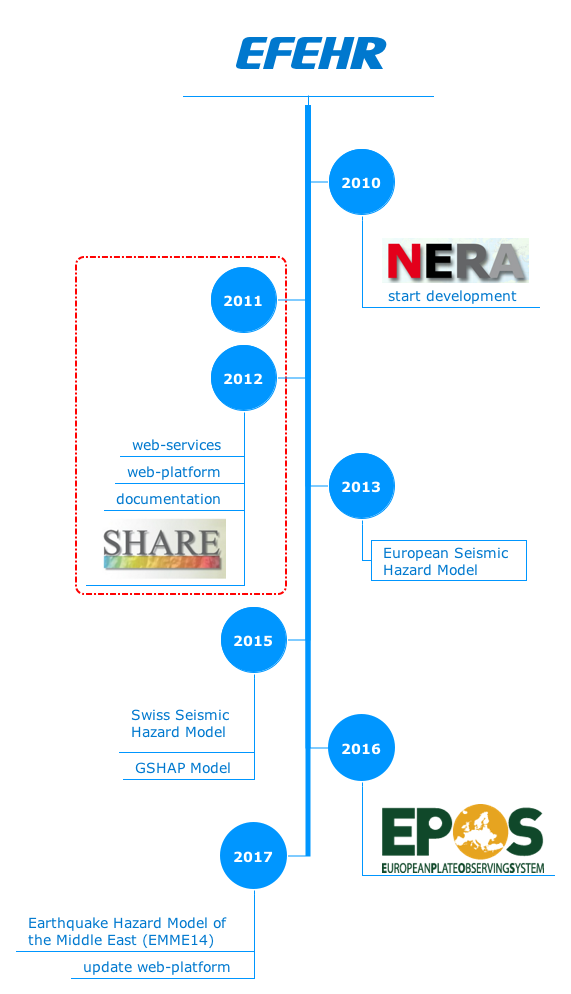 EFEHR
2010
NERA
start development
2011
2012
web-services
web-platform
documentation
SHARE
2013
European Seismic
Hazard Model
2015
Swiss Seismic
Hazard Model
GSHAP Model
2016
EPOS
EUROPEANPLATEOBSERVINGSYSTEM
2017
Earthquake Hazard Model of
the Middle East (EMME14)
update web-platform